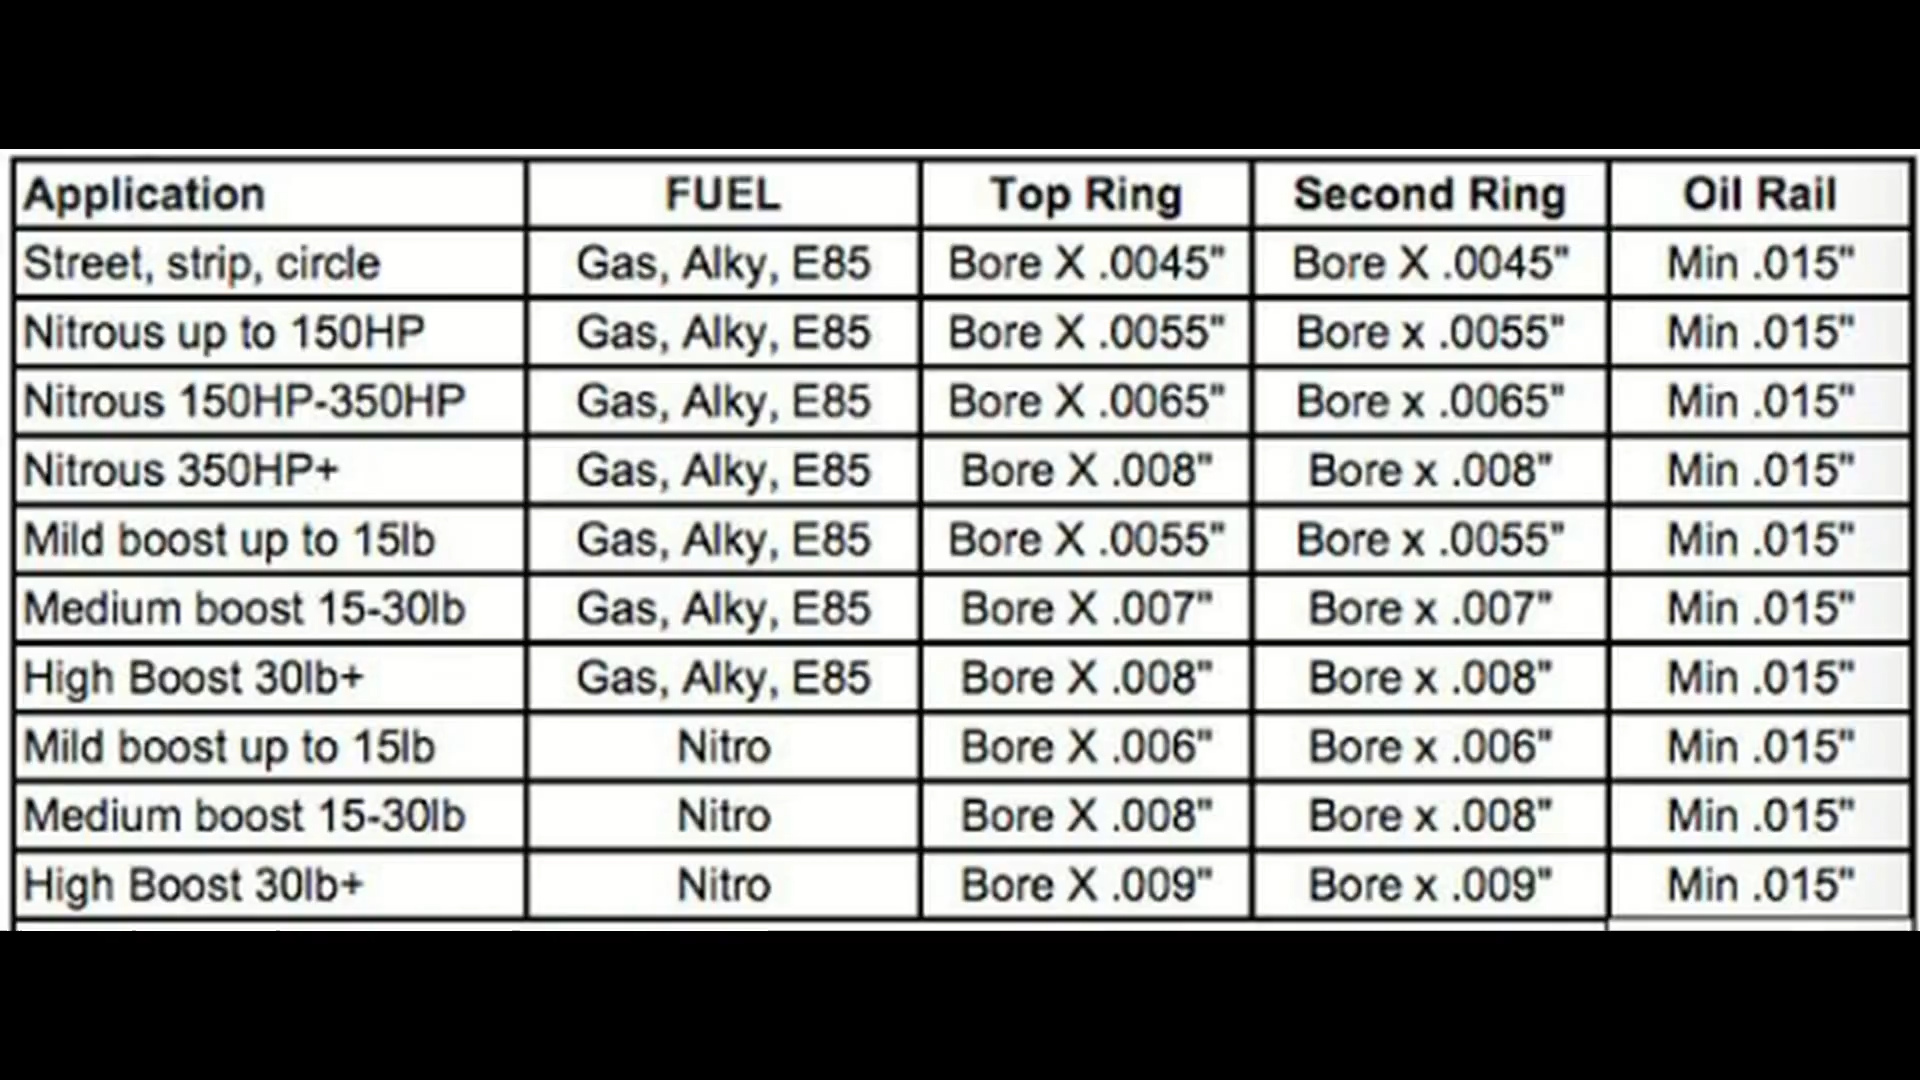 Application FUEL Top Ring Second Ring Oil Rail
Street, strip, circle Gas, Alky, E85 Bore X .0045" Bore X .0045" Min .015"
Nitrous up to 150HP Gas, Alky, E85 Bore X .0055" Bore x .0055" Min .015"
Nitrous 150HP-350HP Gas, Alky, E85 Bore X .0065" Bore x .0065" Min .015"
Nitrous 350HP+ Gas, Alky, E85 Bore X .008" Bore x .008" Min .015"
Mild boost up to 15lb Gas, Alky, E85 Bore X .0055" Bore x .0055" Min .015"
Medium boost 15-30lb Gas, Alky, E85 Bore X .007" Bore x .007" Min .015"
High Boost 30lb+ Gas, Alky, E85 Bore X .008" Bore x .008" Min .015"
Mild boost up to 15lb Nitro Bore X .006" Bore x .006" Min .015"
Medium boost 15-30lb Nitro Bore X .008" Bore x .008" Min .015"
High Boost 30lb+ Nitro Bore X .009" Bore x .009" Min .015"